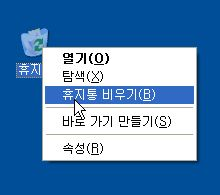 휴지
열기(O)
탐색(X)
휴지통 비우기(B)
바로 가기 만들기(S)
속성(R)